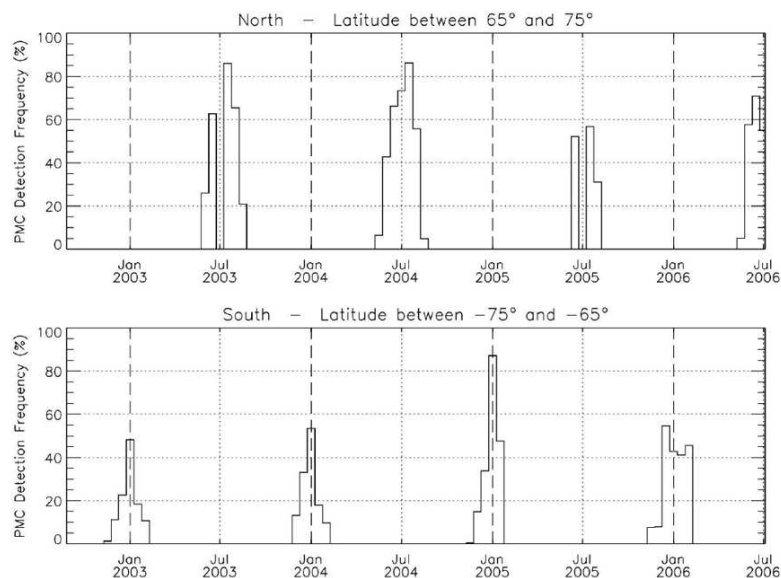 North – Latitude between 65° and 75°
PMC Detection Frequency (%)
100
80
60
40
20
0
Jan Jul Jan Jul Jan Jul Jan Jul
2003 2003 2004 2004 2005 2005 2006 2006
South – Latitude between −75° and −65°
PMC Detection Frequency (%)
100
80
60
40
20
0
Jan Jul Jan Jul Jan Jul Jan Jul
2003 2003 2004 2004 2005 2005 2006 2006